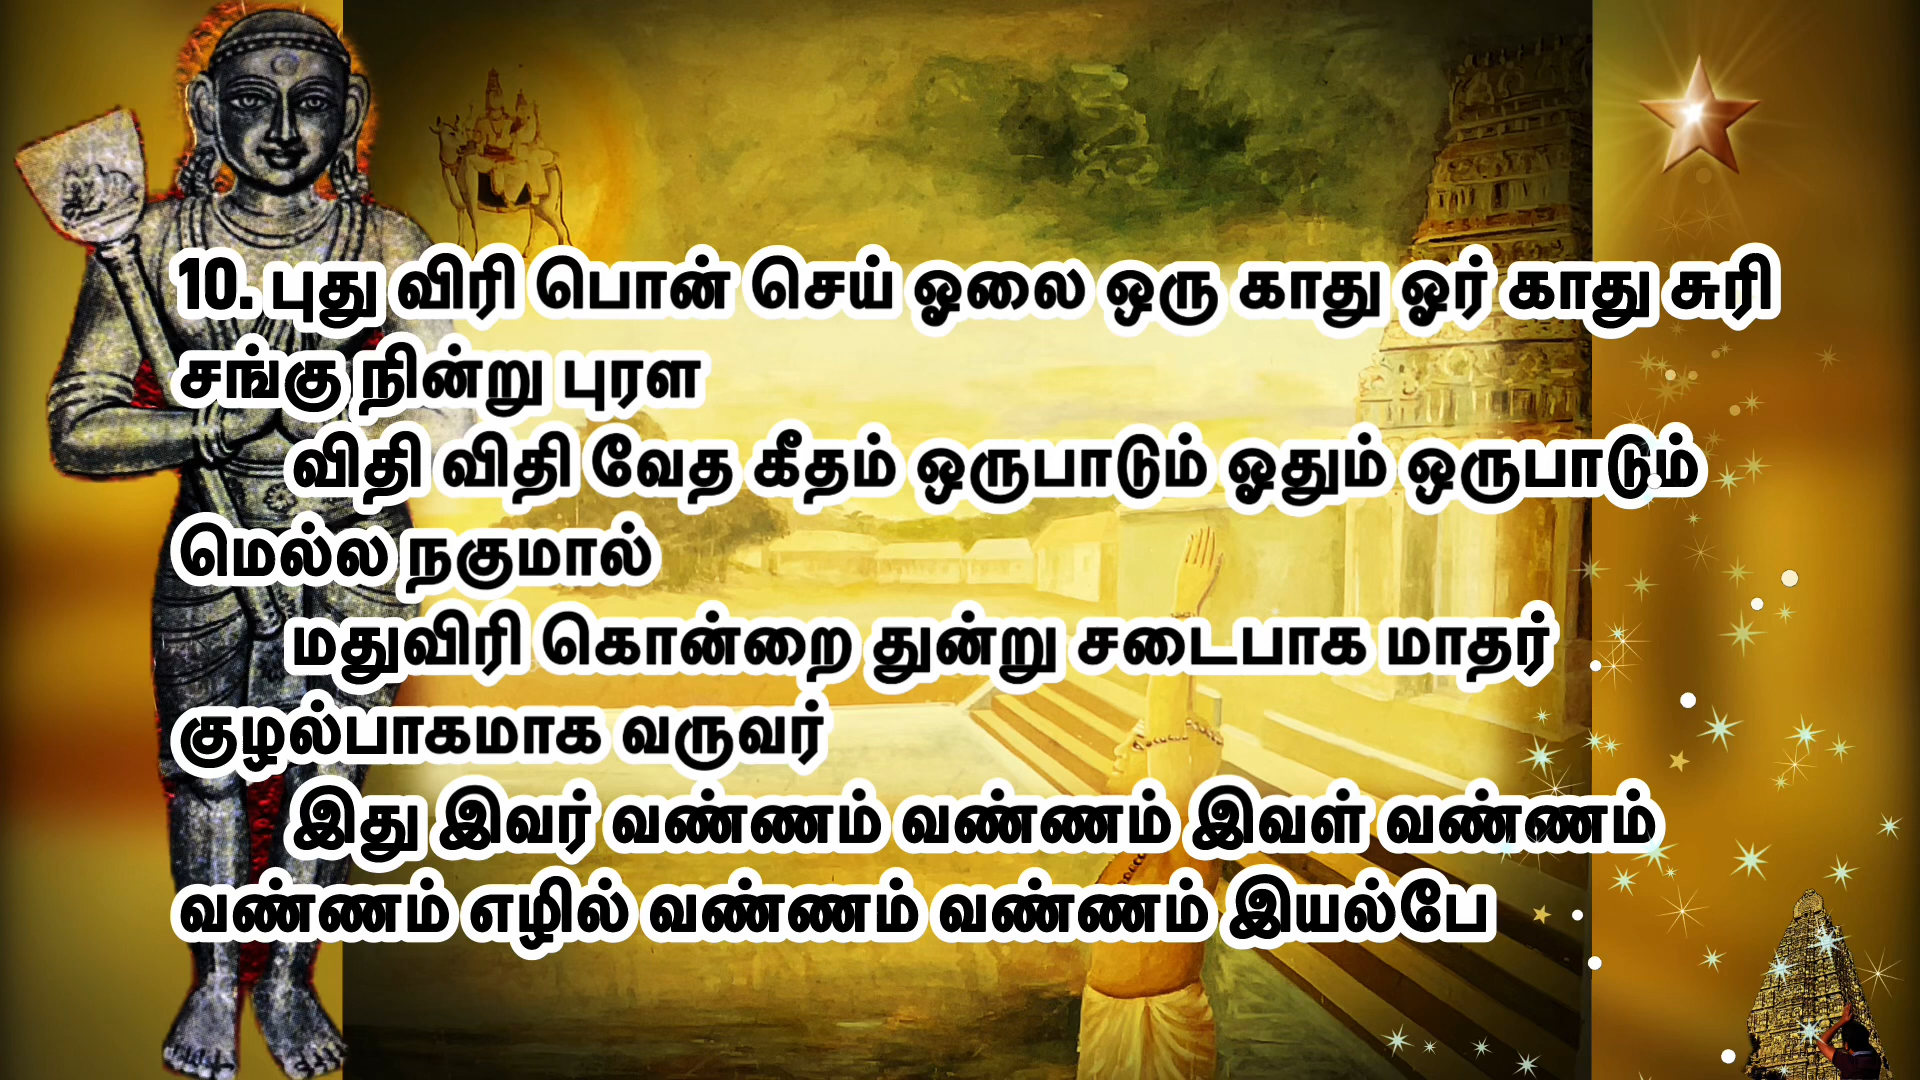 10. புது விரி பொன் செய் ஓலை ஒரு காது ஓர் காது சுரி
சங்கு நின்று புரள
விதி விதி வேத கீதம் ஒருபாடும் ஓதும் ஒருபாடும்
மெல்ல நகுமால்
மதுவிரி கொன்றை துன்று சடைபாக மாதர்
குழல்பாகமாக வருவர்
இது இவர் வண்ணம் வண்ணம் இவள் வண்ணம்
வண்ணம் எழில் வண்ணம் வண்ணம் இயல்பே